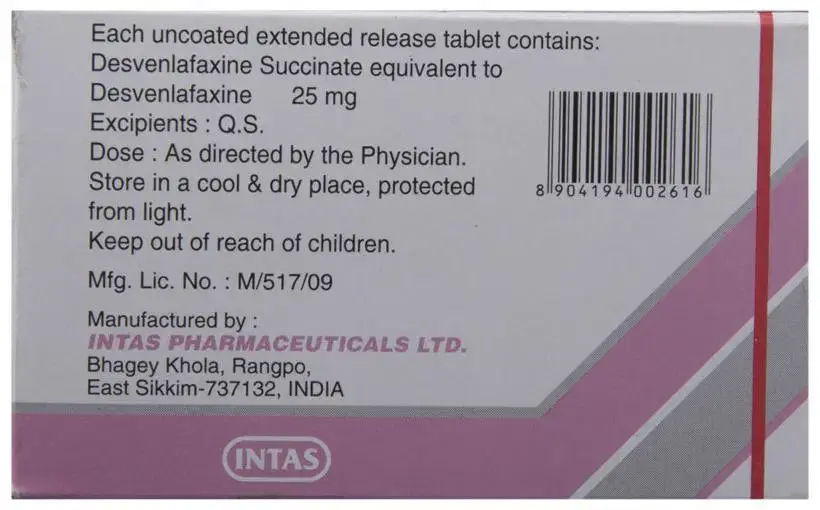 Each uncoated extended release tablet contains:
Desvenlafaxine Succinate equivalent to
Desvenlafaxine 25 mg
Excipients : Q.S.
Dose : As directed by the Physician.
Store in a cool & dry place, protected
from light.
Keep out of reach of children.
Mfg. Lic. No. : M/517/09
Manufactured by :
INTAS PHARMACEUTICALS LTD.
Bhagey Khola, Rangpo,
East Sikkim-737132, INDIA
8 904194 002616
INTAS